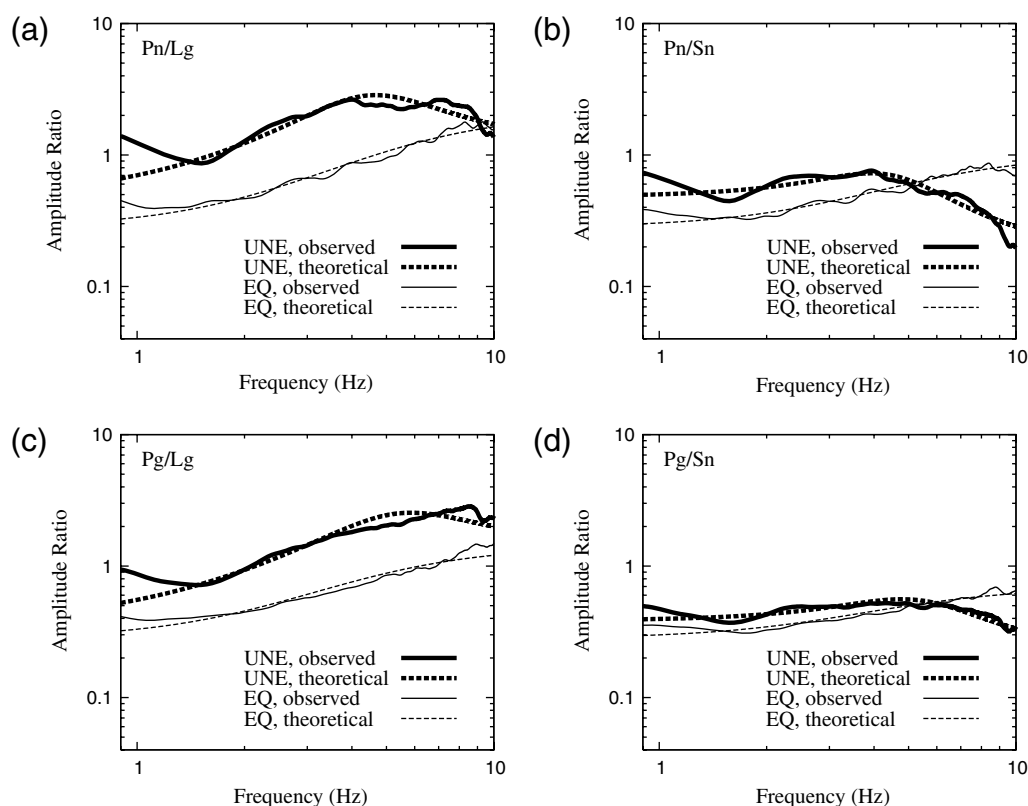 (a)
Pn/Lg
10
1
0.1
Amplitude Ratio
UNE, observed
UNE, theoretical
EQ, observed
EQ, theoretical
1
10
Frequency (Hz)
(b)
Pn/Sn
10
1
0.1
Amplitude Ratio
UNE, observed
UNE, theoretical
EQ, observed
EQ, theoretical
1
10
Frequency (Hz)
(c)
Pg/Lg
10
1
0.1
Amplitude Ratio
UNE, observed
UNE, theoretical
EQ, observed
EQ, theoretical
1
10
Frequency (Hz)
(d)
Pg/Sn
10
1
0.1
Amplitude Ratio
UNE, observed
UNE, theoretical
EQ, observed
EQ, theoretical
1
10
Frequency (Hz)